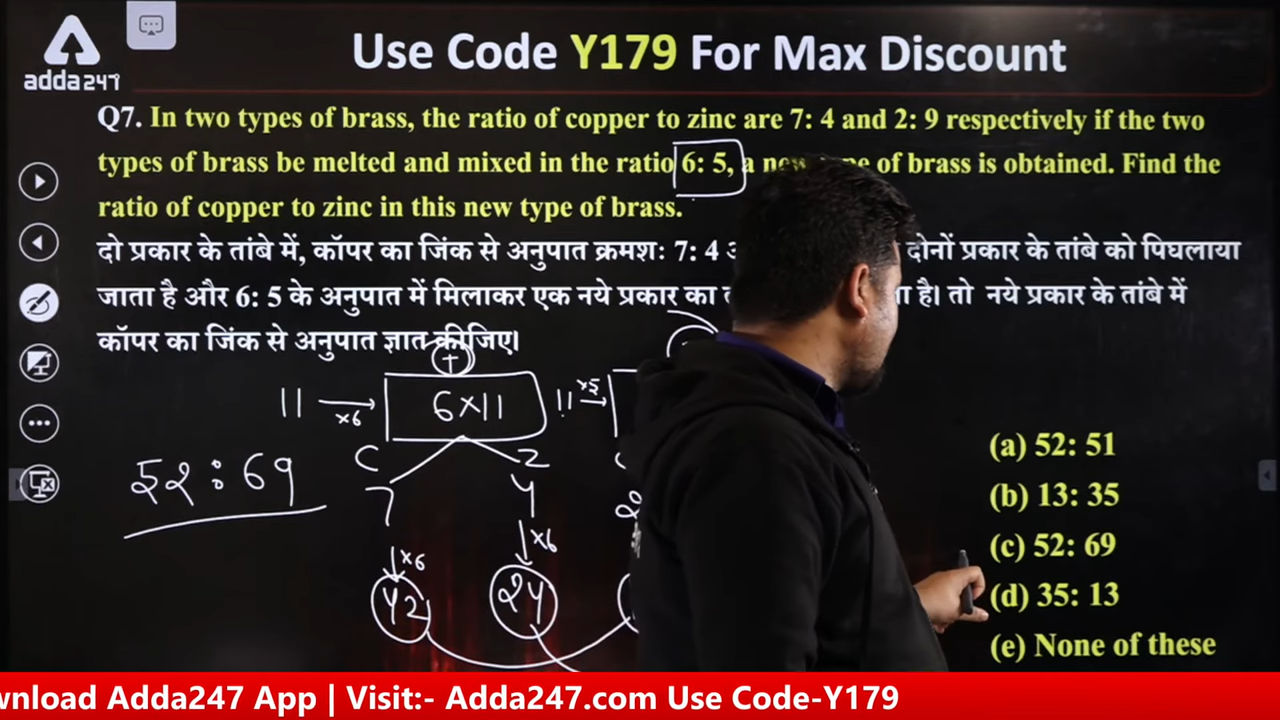 adda247
Use Code Y179 For Max Discount
Q7. In two types of brass, the ratio of copper to zinc are 7: 4 and 2: 9 respectively if the two
types of brass be melted and mixed in the ratio 6: 5, a new type of brass is obtained. Find the
ratio of copper to zinc in this new type of brass.
दो प्रकार के तांबे में, कॉपर का जिंक से अनुपात क्रमशः 7: 4 दोनों प्रकार के तांबे को पिघलाया
जाता है और 6: 5 के अनुपात में मिलाकर एक नये प्रकार का है। तो नये प्रकार के तांबे में
कॉपर का जिंक से अनुपात ज्ञात कीजिए।
+
11 ×6 6×11 11 ×5
C Z
7 4
52 : 69
×6 ×6
42 24
(a) 52: 51
(b) 13: 35
(c) 52: 69
(d) 35: 13
(e) None of these
wnload Adda247 App | Visit:- Adda247.com Use Code-Y179